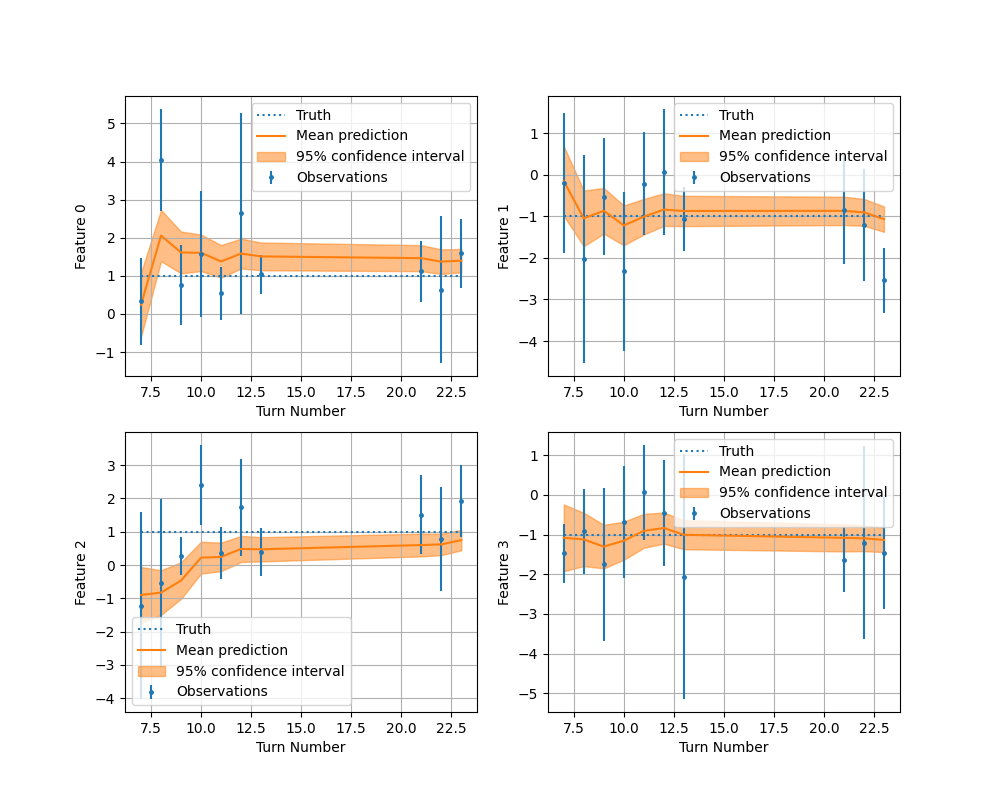 Feature 0
5
4
3
2
1
0
−1
7.5 10.0 12.5 15.0 17.5 20.0 22.5
Turn Number
Truth
Mean prediction
95% confidence interval
Observations
Feature 1
1
0
−1
−2
−3
−4
7.5 10.0 12.5 15.0 17.5 20.0 22.5
Turn Number
Truth
Mean prediction
95% confidence interval
Observations
Feature 2
3
2
1
0
−1
−2
−3
−4
7.5 10.0 12.5 15.0 17.5 20.0 22.5
Turn Number
Truth
Mean prediction
95% confidence interval
Observations
Feature 3
1
0
−1
−2
−3
−4
−5
7.5 10.0 12.5 15.0 17.5 20.0 22.5
Turn Number
Truth
Mean prediction
95% confidence interval
Observations